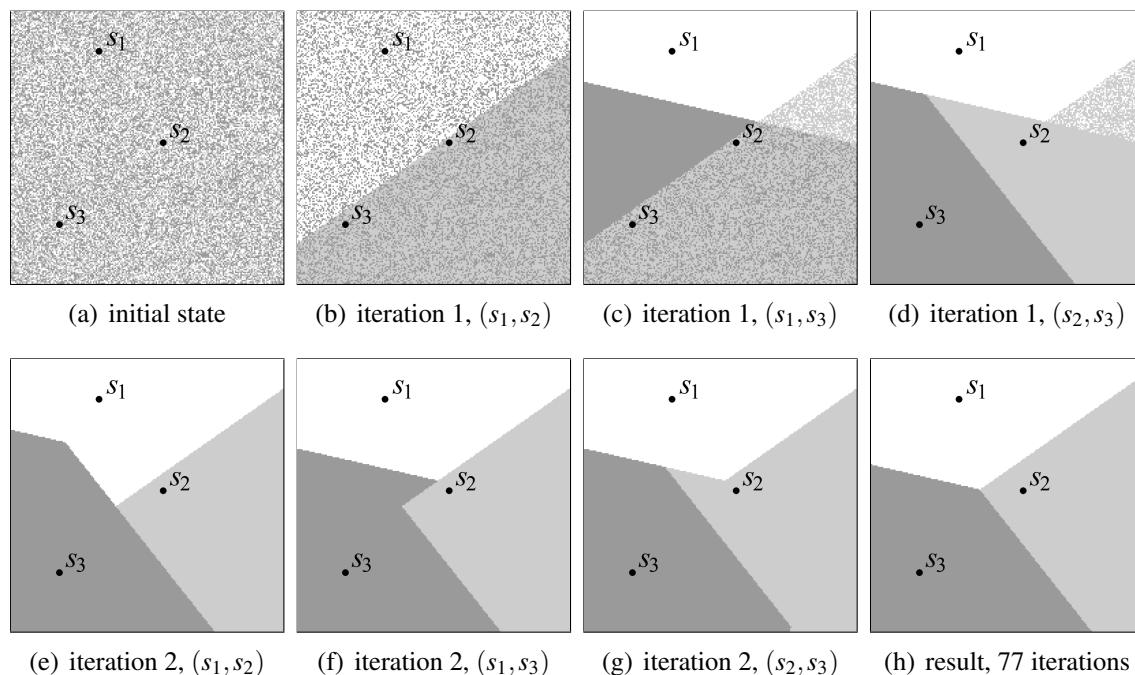 s₁
s₂
s₃
s₁
s₂
s₃
s₁
s₂
s₃
s₁
s₂
s₃
(a) initial state
(b) iteration 1, (s₁,s₂)
(c) iteration 1, (s₁,s₃)
(d) iteration 1, (s₂,s₃)
s₁
s₂
s₃
s₁
s₂
s₃
s₁
s₂
s₃
s₁
s₂
s₃
(e) iteration 2, (s₁,s₂)
(f) iteration 2, (s₁,s₃)
(g) iteration 2, (s₂,s₃)
(h) result, 77 iterations